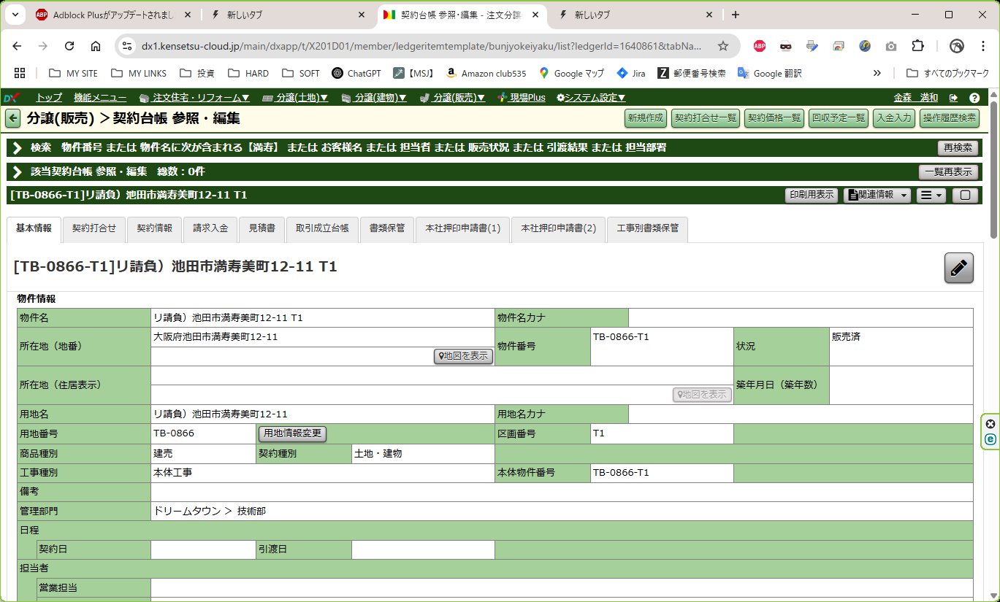 Adblock Plusがアップデートされまし
新しいタブ
契約台帳 参照・編集 - 注文分譲
新しいタブ
dx1.kensetsu-cloud.jp/main/dxapp/t/X201D01/member/ledgeritemtemplate/bunjyokeiyaku/list?ledgerId=1640861&tabNa...
MY SITE MY LINKS 投資 HARD SOFT ChatGPT 【MSJ】 Amazon club535 Google マップ Jira 郵便番号検索 Google 翻訳 すべてのブックマーク
DX トップ 機能メニュー 注文住宅・リフォーム▼ 分譲(土地)▼ 分譲(建物)▼ 分譲(販売)▼ 現場Plus システム設定▼ 金森 満和
分譲(販売) ＞契約台帳 参照・編集 新規作成 契約打合せ一覧 契約価格一覧 回収予定一覧 入金入力 操作履歴検索
検索 物件番号 または 物件名に次が含まれる【満寿】 または お客様名 または 担当者 または 販売状況 または 引渡結果 または 担当部署 再検索
該当契約台帳 参照・編集 総数：0件 一覧再表示
[TB-0866-T1]リ請負）池田市満寿美町12-11 T1 印刷用表示 関連情報
基本情報 契約打合せ 契約情報 請求入金 見積書 取引成立台帳 書類保管 本社押印申請書(1) 本社押印申請書(2) 工事別書類保管
[TB-0866-T1]リ請負）池田市満寿美町12-11 T1
物件情報
物件名 リ請負）池田市満寿美町12-11 T1 物件名カナ
所在地（地番） 大阪府池田市満寿美町12-11 物件番号 TB-0866-T1 状況 販売済
地図を表示
所在地（住居表示） 築年月日（築年数）
地図を表示
用地名 リ請負）池田市満寿美町12-11 用地名カナ
用地番号 TB-0866 用地情報変更 区画番号 T1
商品種別 建売 契約種別 土地・建物
工事種別 本体工事 本体物件番号 TB-0866-T1
備考
管理部門 ドリームタウン ＞ 技術部
日程
契約日 引渡日
担当者
営業担当